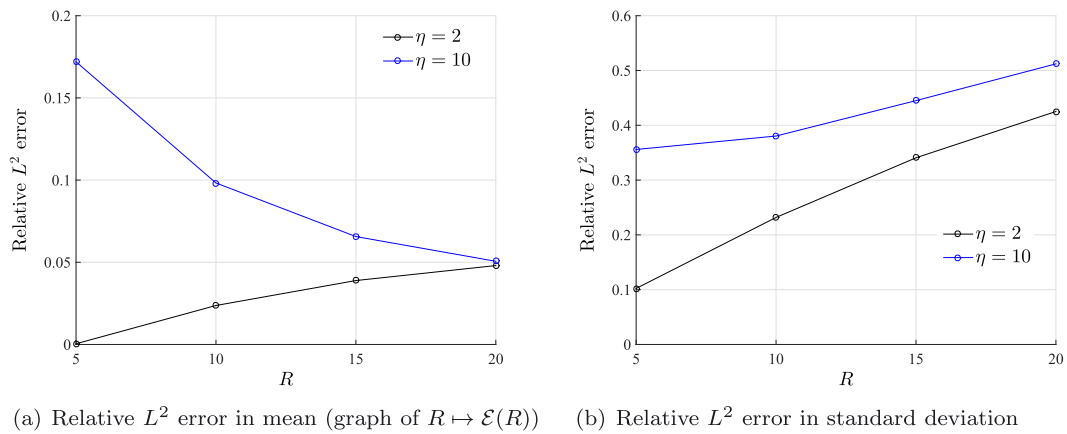 0.2
0.15
0.1
0.05
0
5
10
15
20
Relative L² error
R
η = 2
η = 10
0.6
0.5
0.4
0.3
0.2
0.1
0
5
10
15
20
Relative L² error
R
η = 2
η = 10
(a) Relative L² error in mean (graph of R ↦ ℰ(R))
(b) Relative L² error in standard deviation